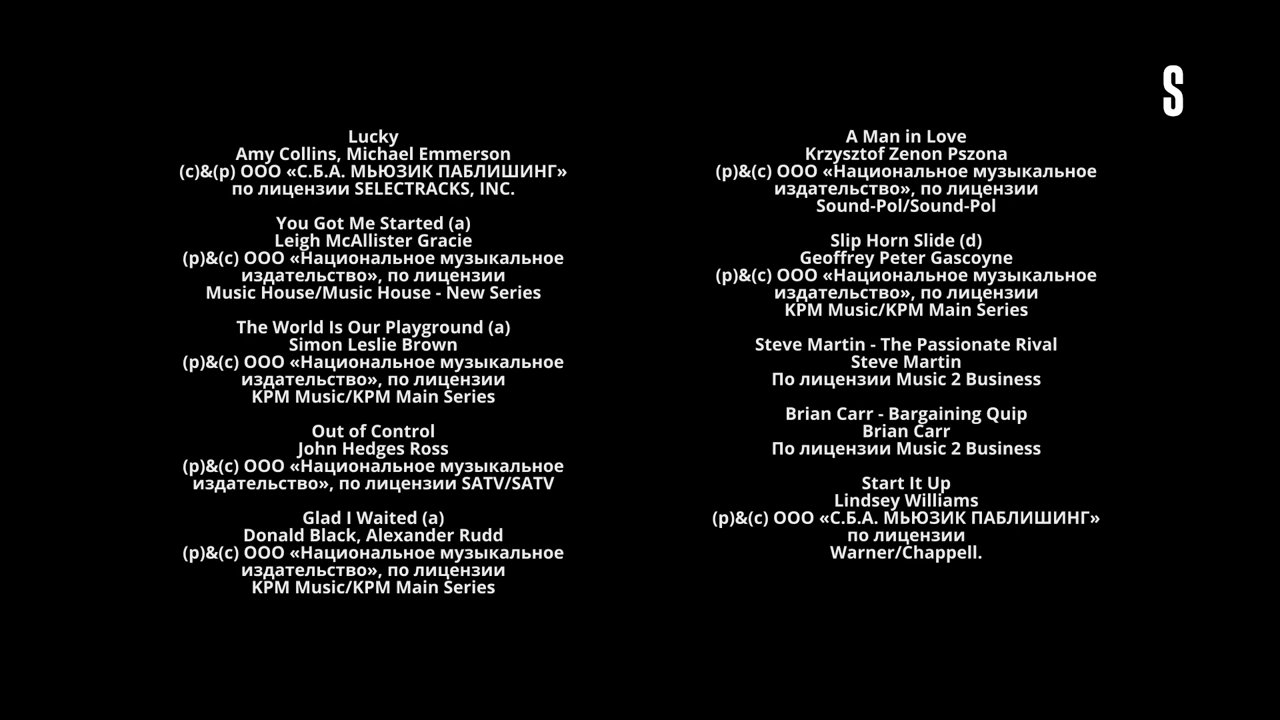 S
Lucky
Amy Collins, Michael Emmerson
(c)&(p) ООО «С.Б.А. МЬЮЗИК ПАБЛИШИНГ»
по лицензии SELECTRACKS, INC.
You Got Me Started (a)
Leigh McAllister Gracie
(p)&(c) ООО «Национальное музыкальное
издательство», по лицензии
Music House/Music House - New Series
The World Is Our Playground (a)
Simon Leslie Brown
(p)&(c) ООО «Национальное музыкальное
издательство», по лицензии
KPM Music/KPM Main Series
Out of Control
John Hedges Ross
(p)&(c) ООО «Национальное музыкальное
издательство», по лицензии SATV/SATV
Glad I Waited (a)
Donald Black, Alexander Rudd
(p)&(c) ООО «Национальное музыкальное
издательство», по лицензии
KPM Music/KPM Main Series
A Man in Love
Krzysztof Zenon Pszona
(p)&(c) ООО «Национальное музыкальное
издательство», по лицензии
Sound-Pol/Sound-Pol
Slip Horn Slide (d)
Geoffrey Peter Gascoyne
(p)&(c) ООО «Национальное музыкальное
издательство», по лицензии
KPM Music/KPM Main Series
Steve Martin - The Passionate Rival
Steve Martin
По лицензии Music 2 Business
Brian Carr - Bargaining Quip
Brian Carr
По лицензии Music 2 Business
Start It Up
Lindsey Williams
(p)&(c) ООО «С.Б.А. МЬЮЗИК ПАБЛИШИНГ»
по лицензии
Warner/Chappell.